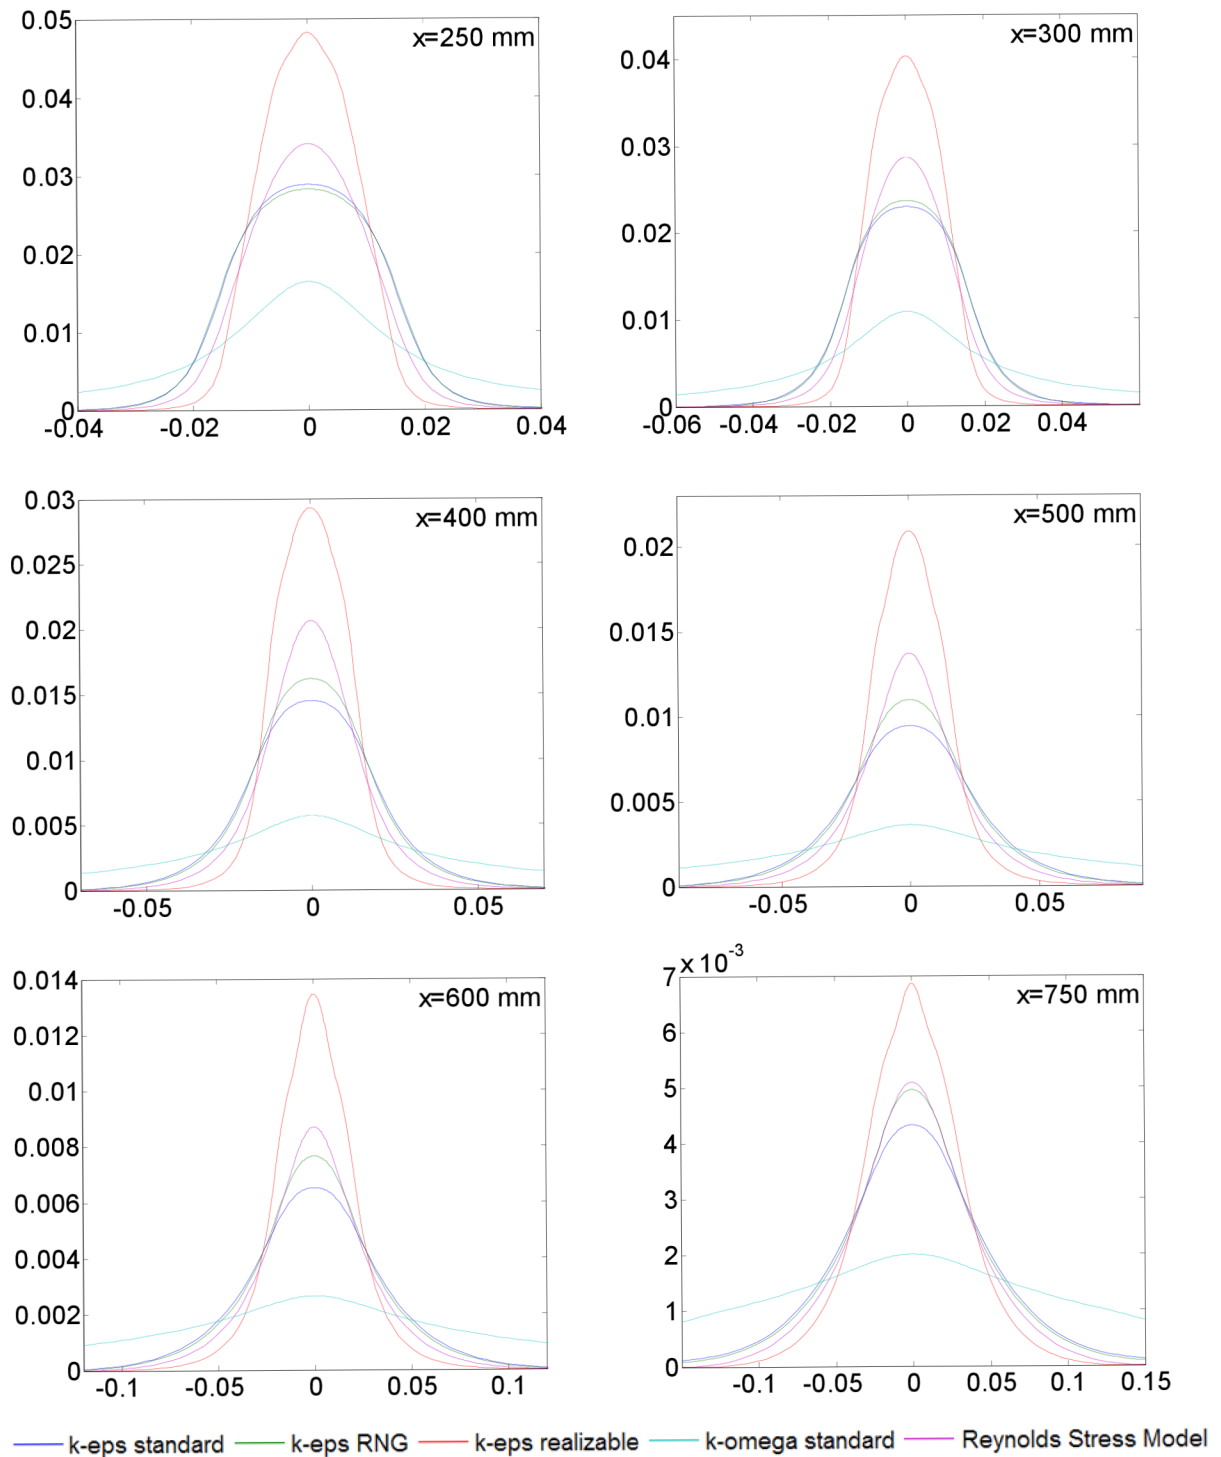 x=250 mm
0.05
0.04
0.03
0.02
0.01
0
-0.04 -0.02 0 0.02 0.04
x=300 mm
0.04
0.03
0.02
0.01
0
-0.06 -0.04 -0.02 0 0.02 0.04
x=400 mm
0.03
0.025
0.02
0.015
0.01
0.005
0
-0.05 0 0.05
x=500 mm
0.02
0.015
0.01
0.005
0
-0.05 0 0.05
x=600 mm
0.014
0.012
0.01
0.008
0.006
0.004
0.002
0
-0.1 -0.05 0 0.05 0.1
x 10-3
x=750 mm
7
6
5
4
3
2
1
0
-0.1 -0.05 0 0.05 0.1 0.15
k-eps standard k-eps RNG k-eps realizable k-omega standard Reynolds Stress Model